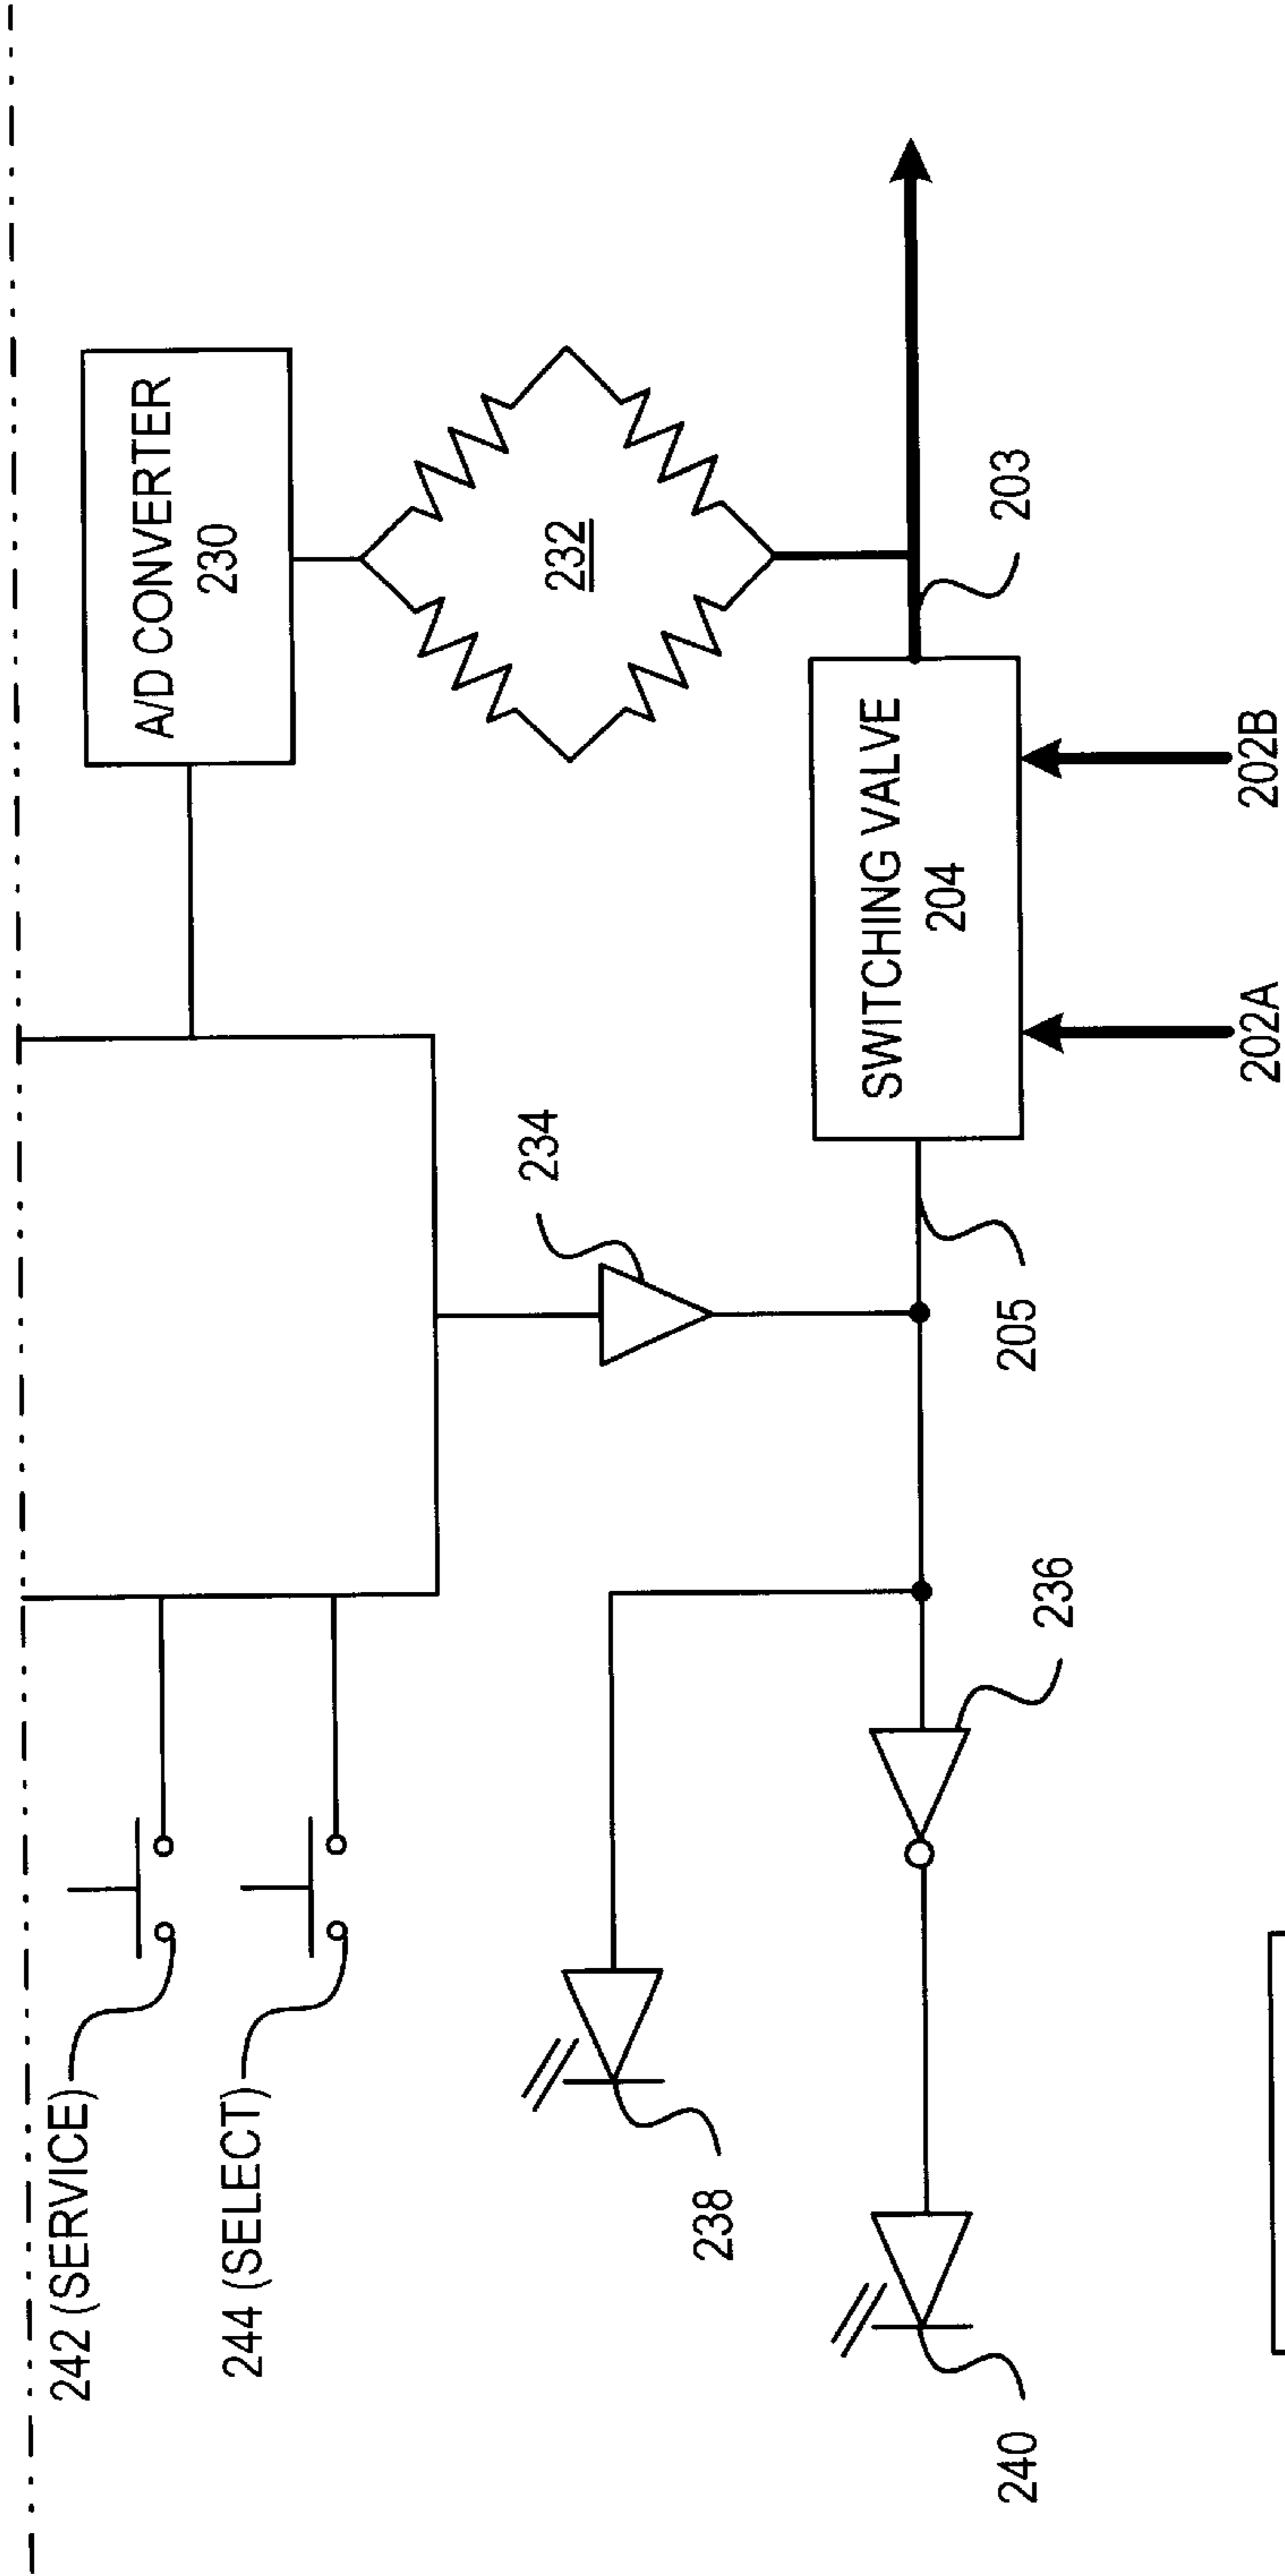 242 (SERVICE)
244 (SELECT)
A/D CONVERTER
230
232
234
238
240
236
205
SWITCHING VALVE
204
203
202A
202B